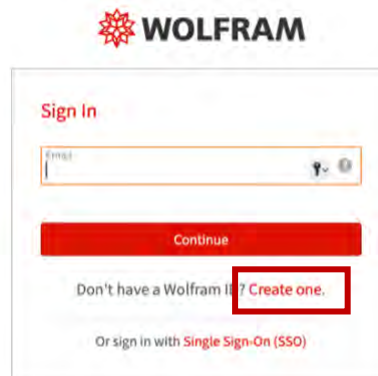 WOLFRAM
Sign In
Email
Continue
Don't have a Wolfram ID? Create one.
Or sign in with Single Sign-On (SSO)